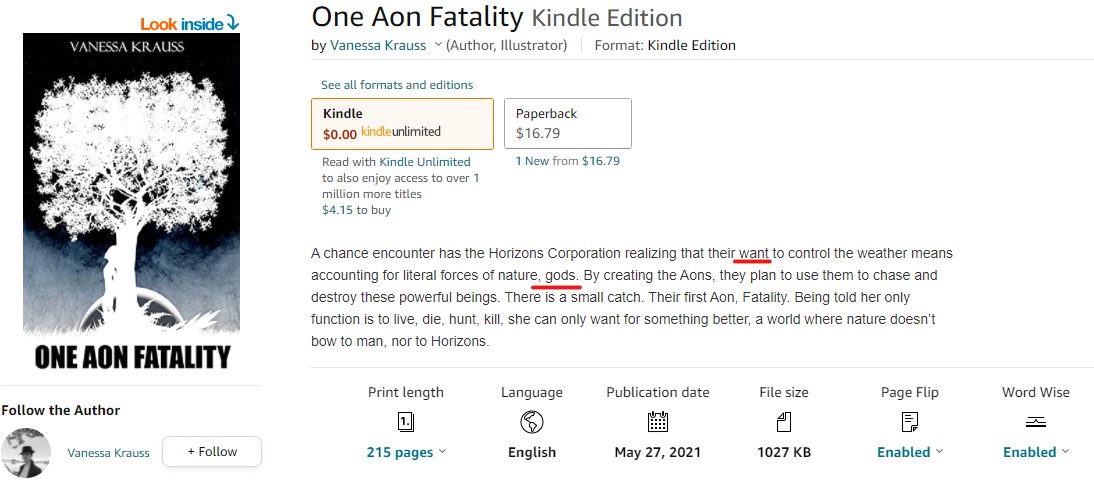 Look inside
VANESSA KRAUSS
ONE AON FATALITY
Follow the Author
Vanessa Krauss
+ Follow
One Aon Fatality Kindle Edition
by Vanessa Krauss (Author, Illustrator) Format: Kindle Edition
See all formats and editions
Kindle
$0.00 kindleunlimited
Read with Kindle Unlimited
to also enjoy access to over 1
million more titles
$4.15 to buy
Paperback
$16.79
1 New from $16.79
A chance encounter has the Horizons Corporation realizing that their want to control the weather means
accounting for literal forces of nature, gods. By creating the Aons, they plan to use them to chase and
destroy these powerful beings. There is a small catch. Their first Aon, Fatality. Being told her only
function is to live, die, hunt, kill, she can only want for something better, a world where nature doesn’t
bow to man, nor to Horizons.
Print length
1.
215 pages
Language
English
Publication date
May 27, 2021
File size
1027 KB
Page Flip
Enabled
Word Wise
Enabled